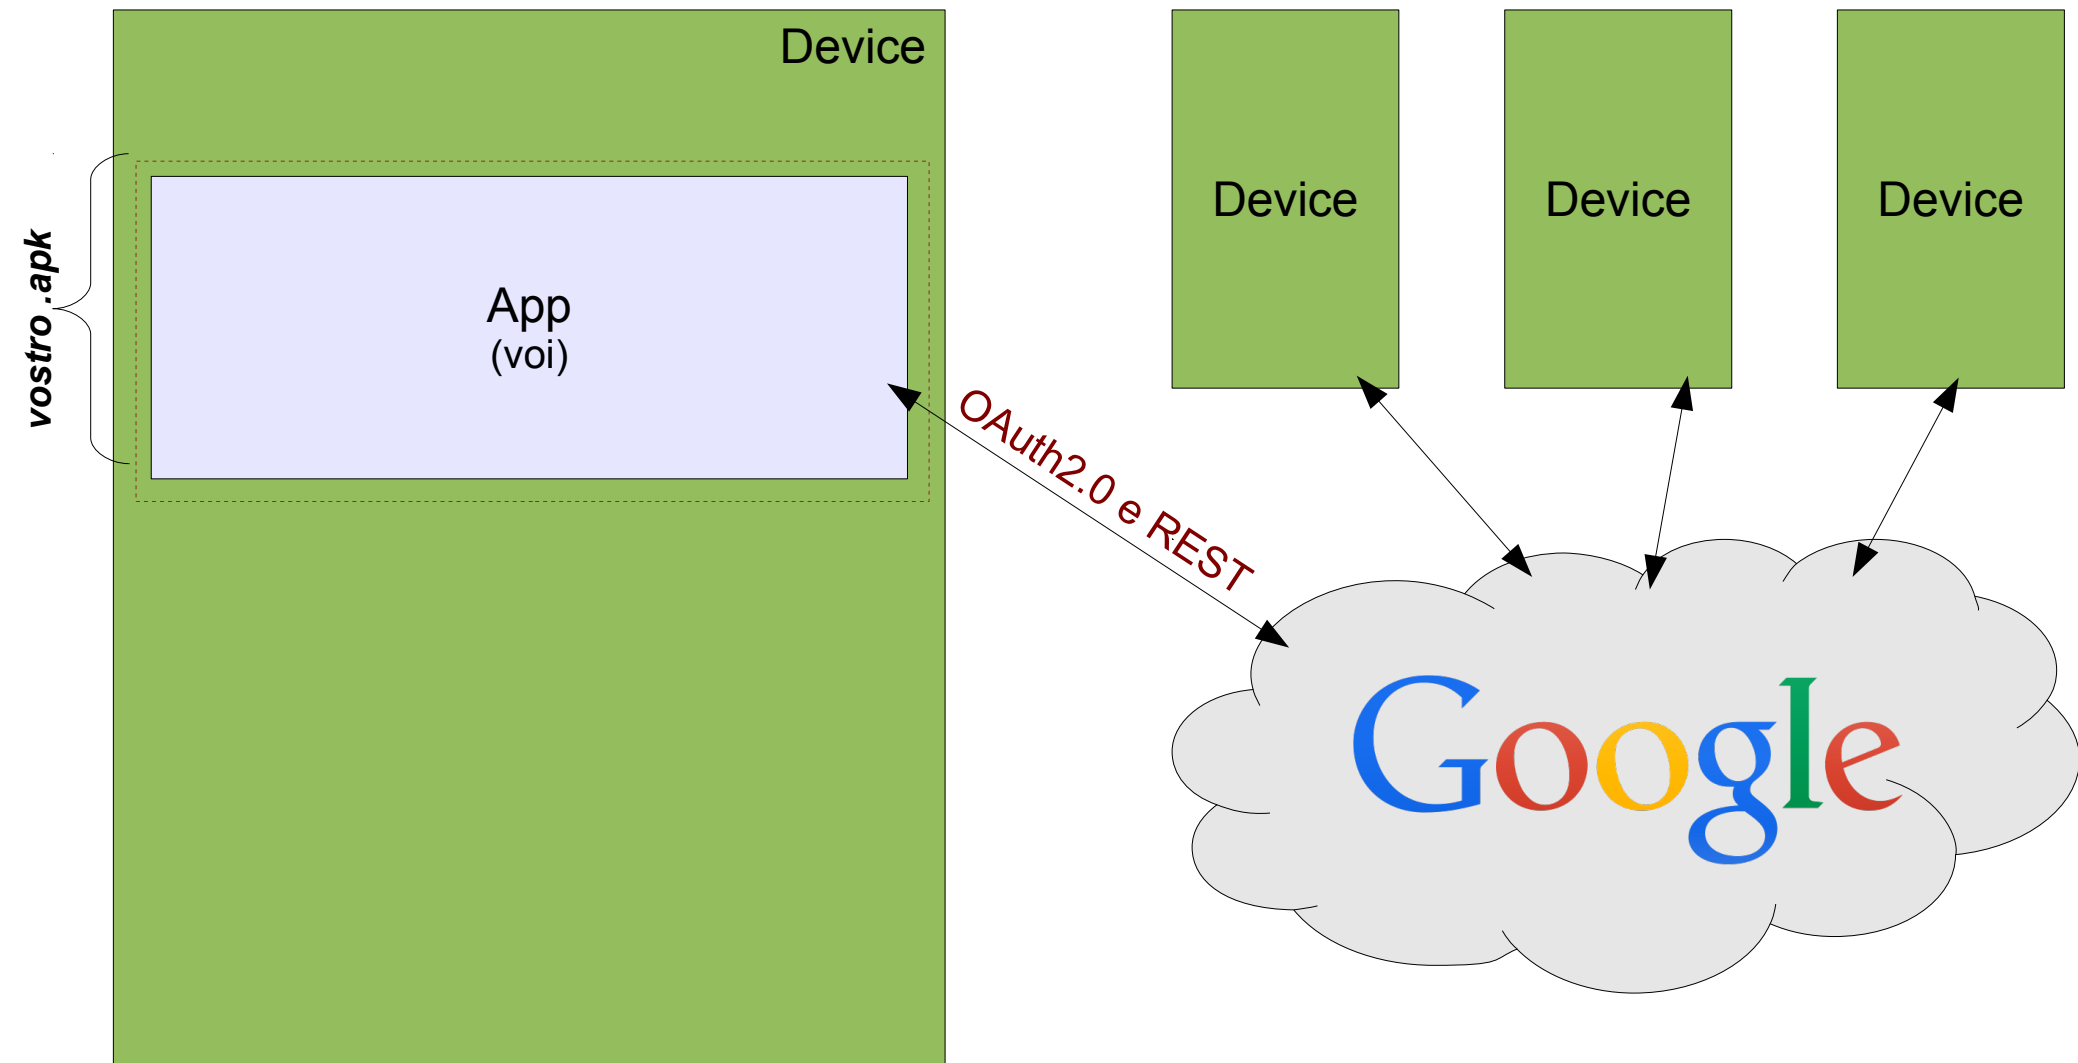 Device
vostro .apk
App
(voi)
Device
Device
Device
OAuth2.0 e REST
Google